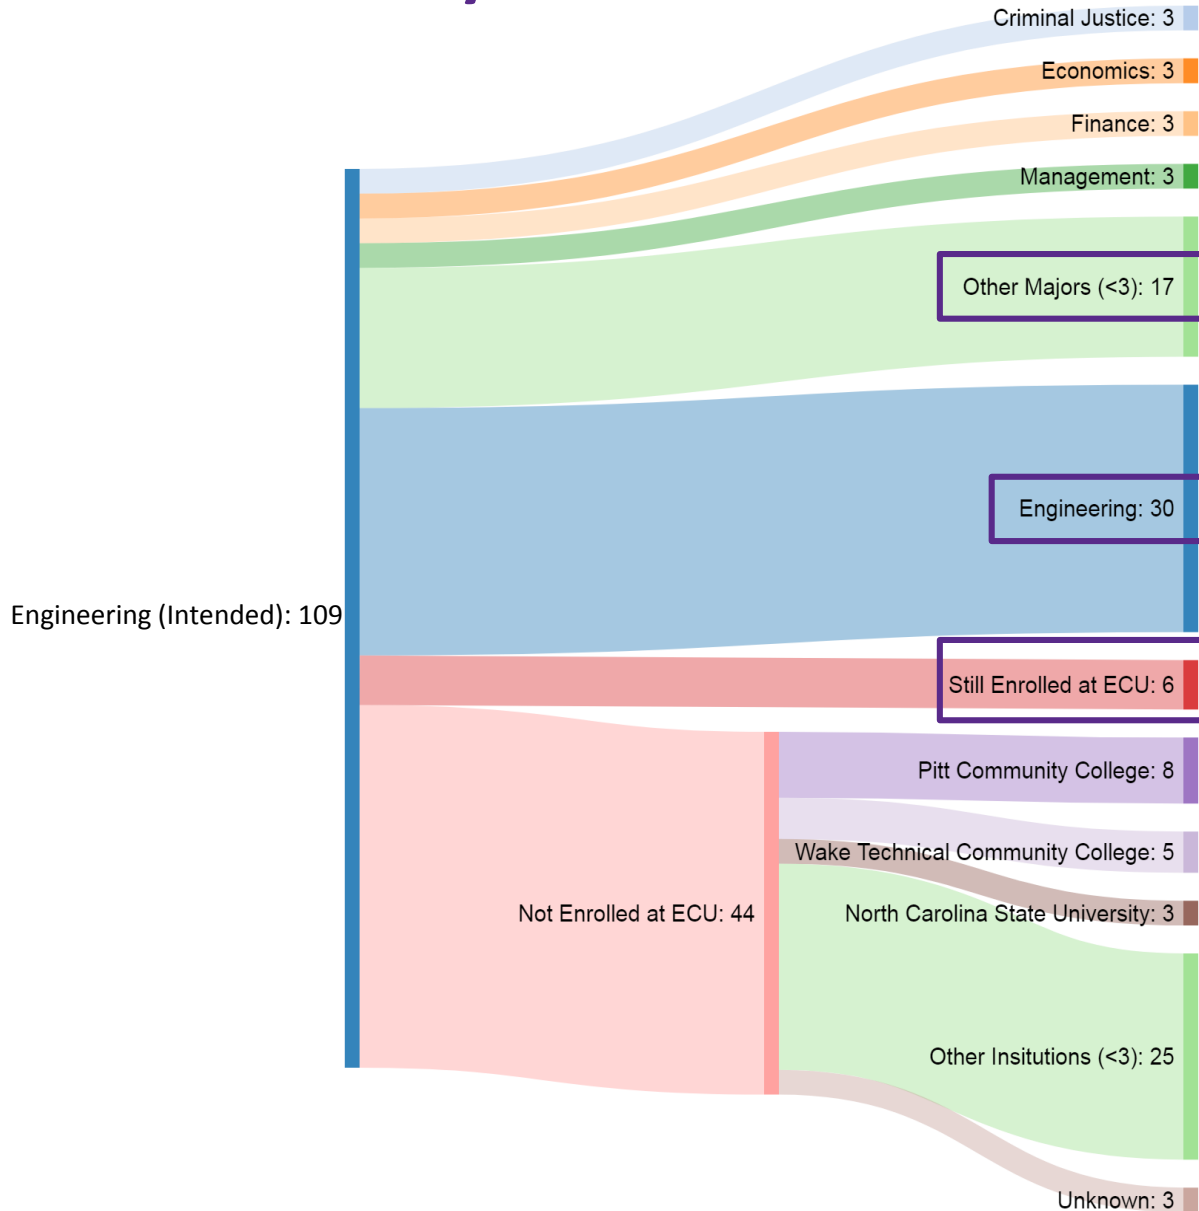 Criminal Justice: 3
Economics: 3
Finance: 3
Management: 3
Other Majors (<3): 17
Engineering: 30
Engineering (Intended): 109
Still Enrolled at ECU: 6
Pitt Community College: 8
Wake Technical Community College: 5
Not Enrolled at ECU: 44
North Carolina State University: 3
Other Insitutions (<3): 25
Unknown: 3